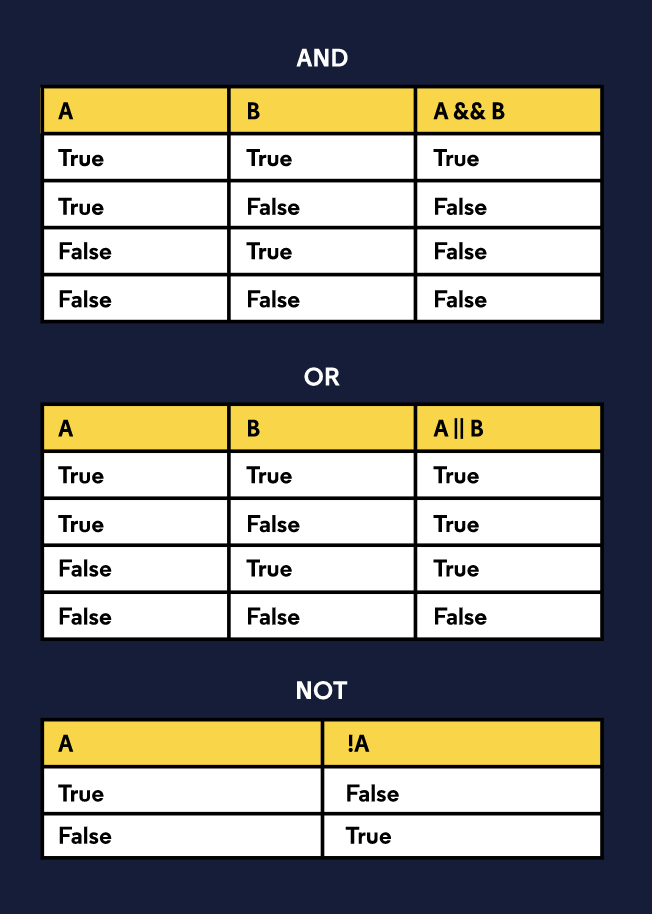 AND
A B A && B
True True True
True False False
False True False
False False False
OR
A B A || B
True True True
True False True
False True True
False False False
NOT
A !A
True False
False True